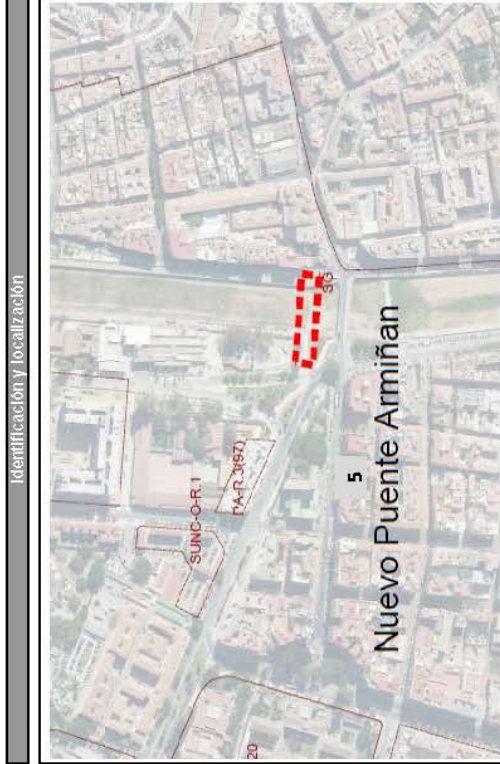 Identificación y localización
SUNC-O-R.1
PA-R.3(97)
SG
5
Nuevo Puente Armiñan
20